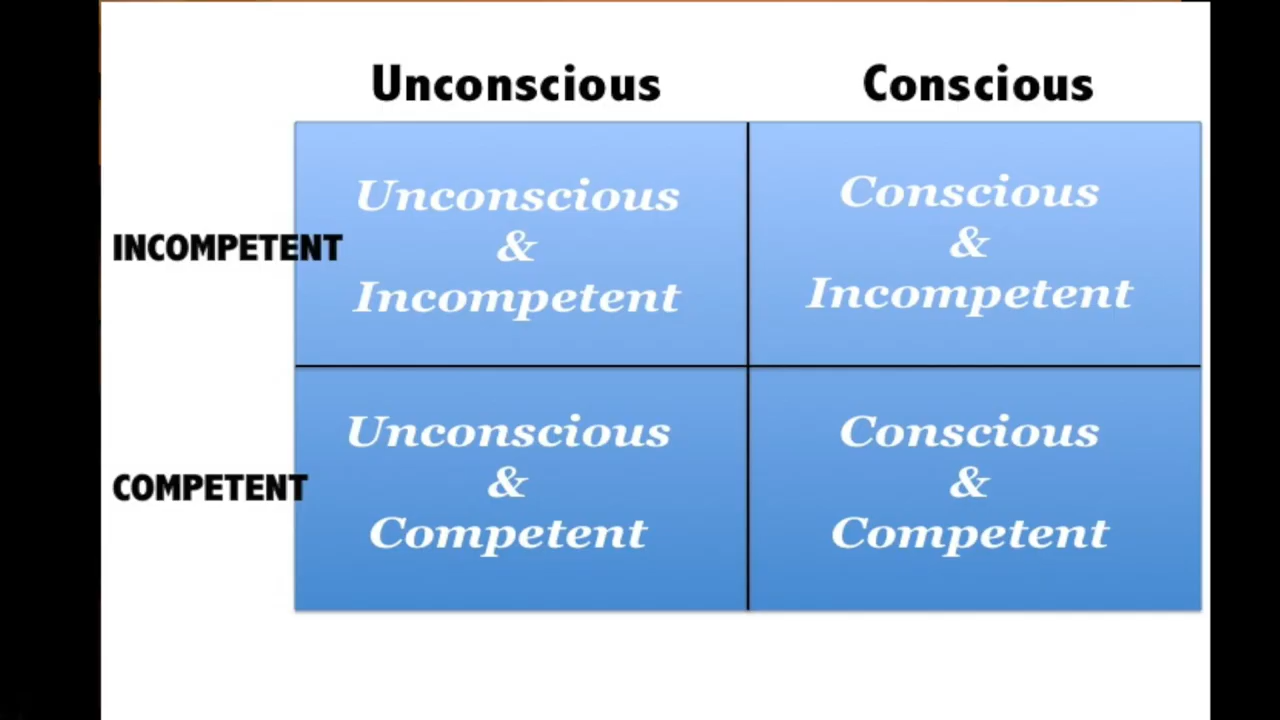 Unconscious Conscious
INCOMPETENT
Unconscious
&
Incompetent
Conscious
&
Incompetent
COMPETENT
Unconscious
&
Competent
Conscious
&
Competent